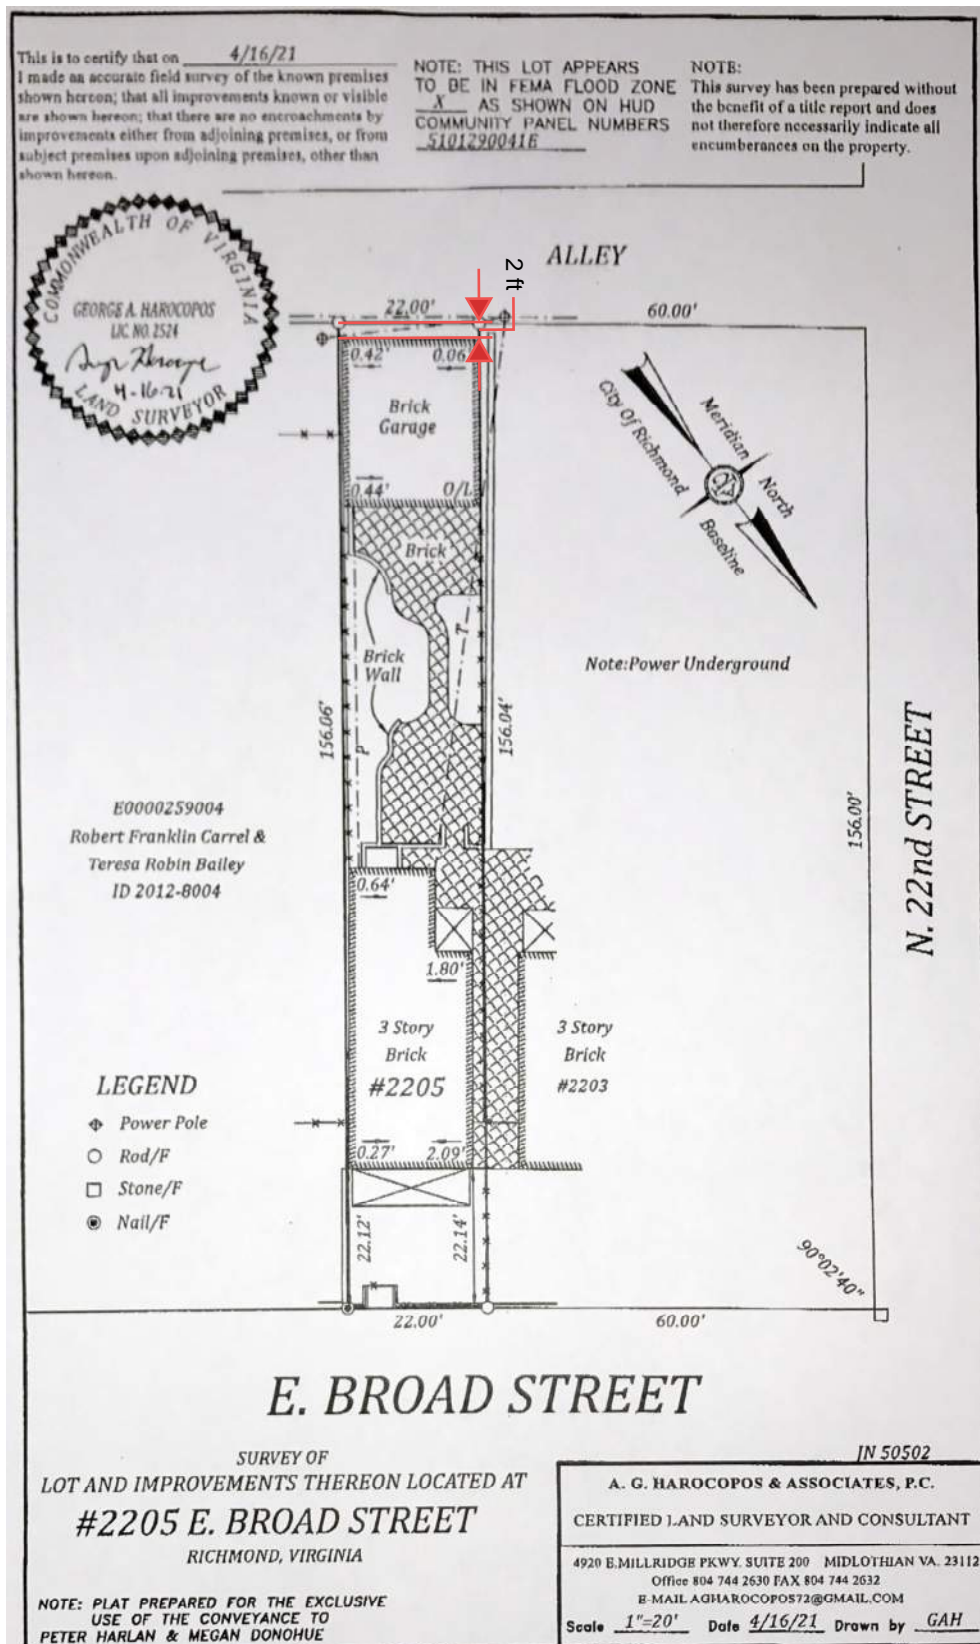 This is to certify that on 4/16/21
I made an accurate field survey of the known premises
shown hereon; that all improvements known or visible
are shown hereon; that there are no encroachments by
improvements either from adjoining premises, or from
subject premises upon adjoining premises, other than
shown hereon.
NOTE: THIS LOT APPEARS
TO BE IN FEMA FLOOD ZONE
X AS SHOWN ON HUD
COMMUNITY PANEL NUMBERS
5101290041E
NOTE:
This survey has been prepared without
the benefit of a title report and does
not therefore necessarily indicate all
encumberances on the property.
COMMONWEALTH OF VIRGINIA
GEORGE A. HAROCOPOS
LIC. NO. 2524
4-16-21
LAND SURVEYOR
ALLEY
2 ft
22.00'
60.00'
0.42'
0.06
Brick
Garage
0.44'
O/L
City Of Richmond
Meridian
North
Baseline
Brick
Brick
Wall
T
P
Note:Power Underground
156.06'
156.04'
156.00'
N. 22nd STREET
E0000259004
Robert Franklin Carrel &
Teresa Robin Bailey
ID 2012-8004
0.64'
1.80'
3 Story
Brick
#2205
3 Story
Brick
#2203
0.27'
2.09'
LEGEND
Power Pole
Rod/F
Stone/F
Nail/F
22.12'
22.14'
90°02'40"
22.00'
60.00'
E. BROAD STREET
SURVEY OF
LOT AND IMPROVEMENTS THEREON LOCATED AT
#2205 E. BROAD STREET
RICHMOND, VIRGINIA
NOTE: PLAT PREPARED FOR THE EXCLUSIVE
USE OF THE CONVEYANCE TO
PETER HARLAN & MEGAN DONOHUE
JN 50502
A. G. HAROCOPOS & ASSOCIATES, P.C.
CERTIFIED LAND SURVEYOR AND CONSULTANT
4920 E.MILLRIDGE PKWY. SUITE 200 MIDLOTHIAN VA. 23112
Office 804 744 2630 FAX 804 744 2632
E-MAIL AGHAROCOPOS72@GMAIL.COM
Scale 1"=20' Date 4/16/21 Drawn by GAH